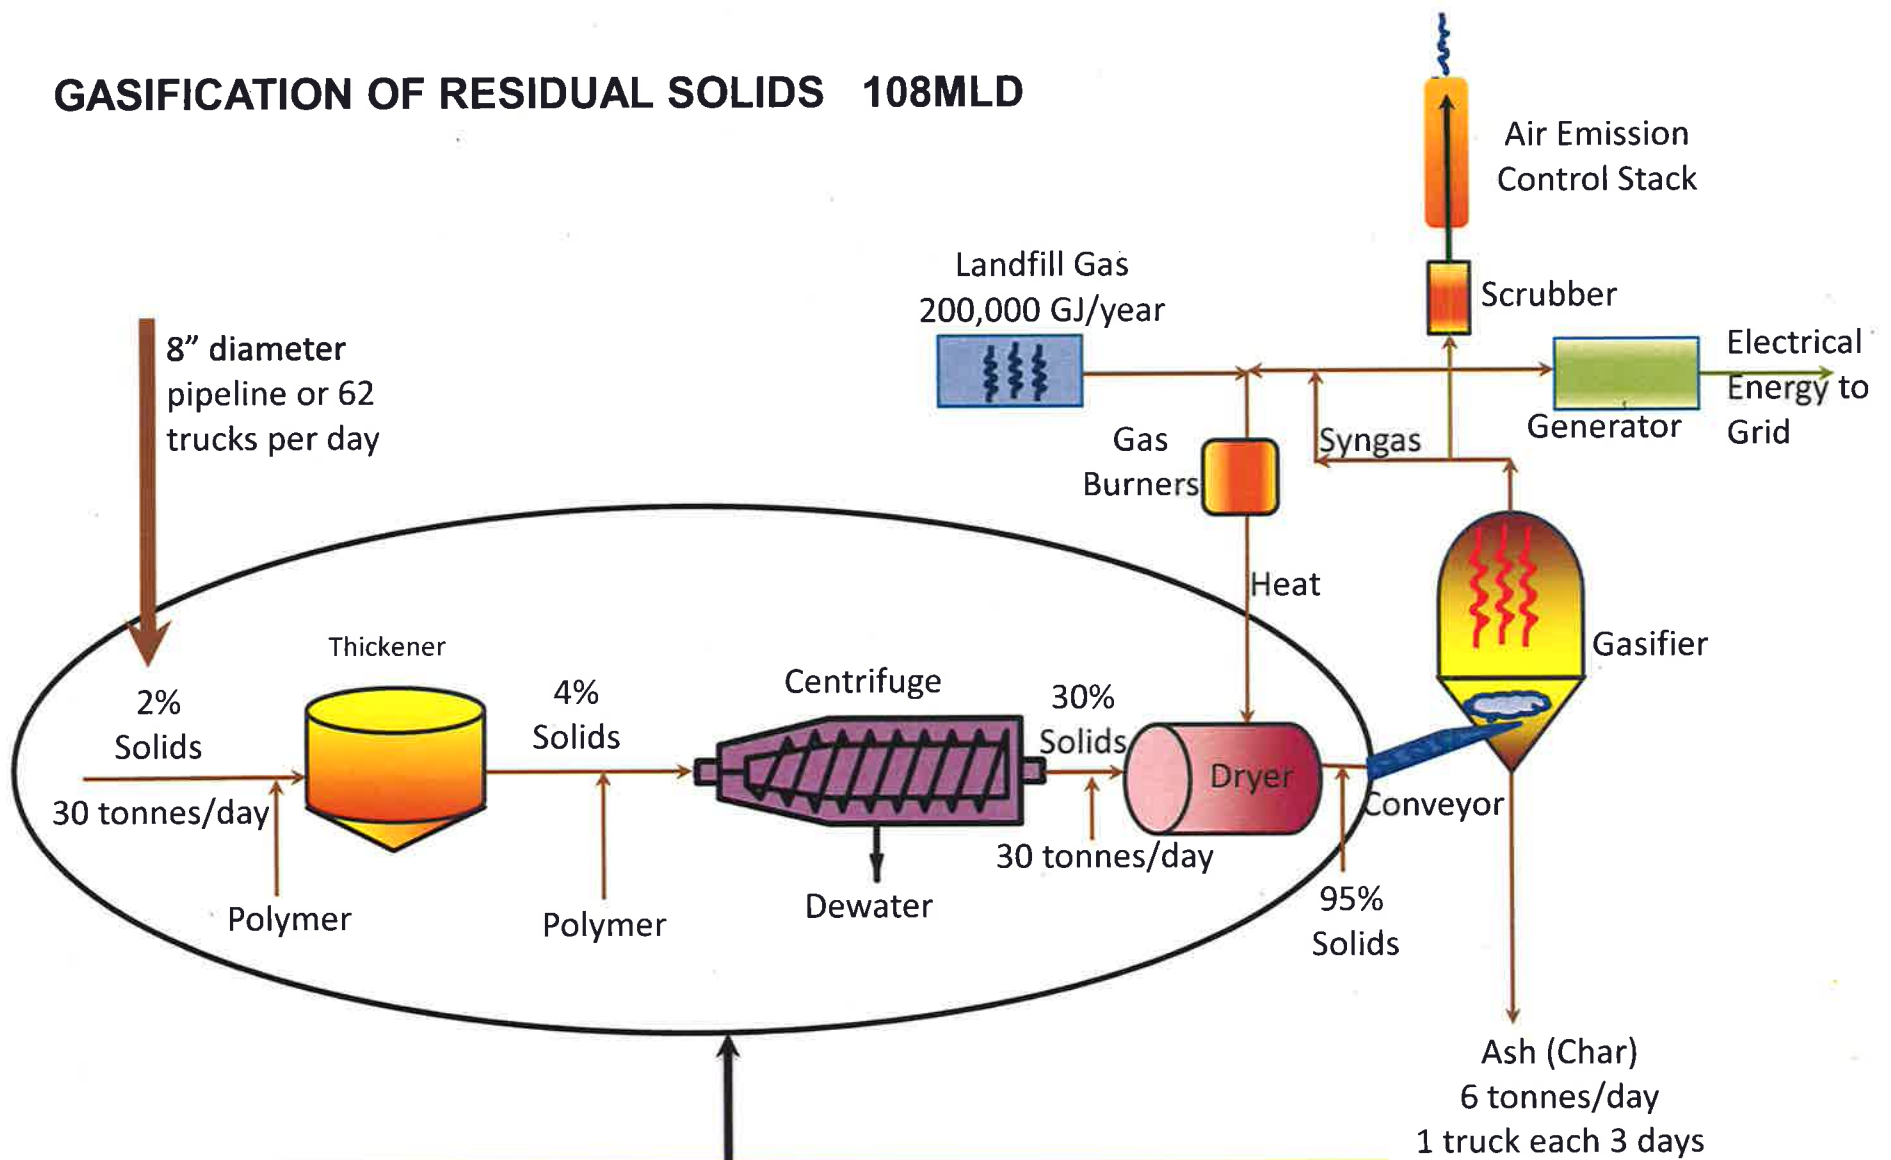 GASIFICATION OF RESIDUAL SOLIDS 108MLD
Air Emission
Control Stack
Landfill Gas
200,000 GJ/year
Scrubber
8” diameter
pipeline or 62
trucks per day
Electrical
Energy to
Grid
Generator
Gas
Burners
Syngas
Heat
Gasifier
Thickener
Centrifuge
2%
Solids
4%
Solids
30%
Solids
Dryer
30 tonnes/day
Conveyor
30 tonnes/day
Polymer
Polymer
Dewater
95%
Solids
Ash (Char)
6 tonnes/day
1 truck each 3 days